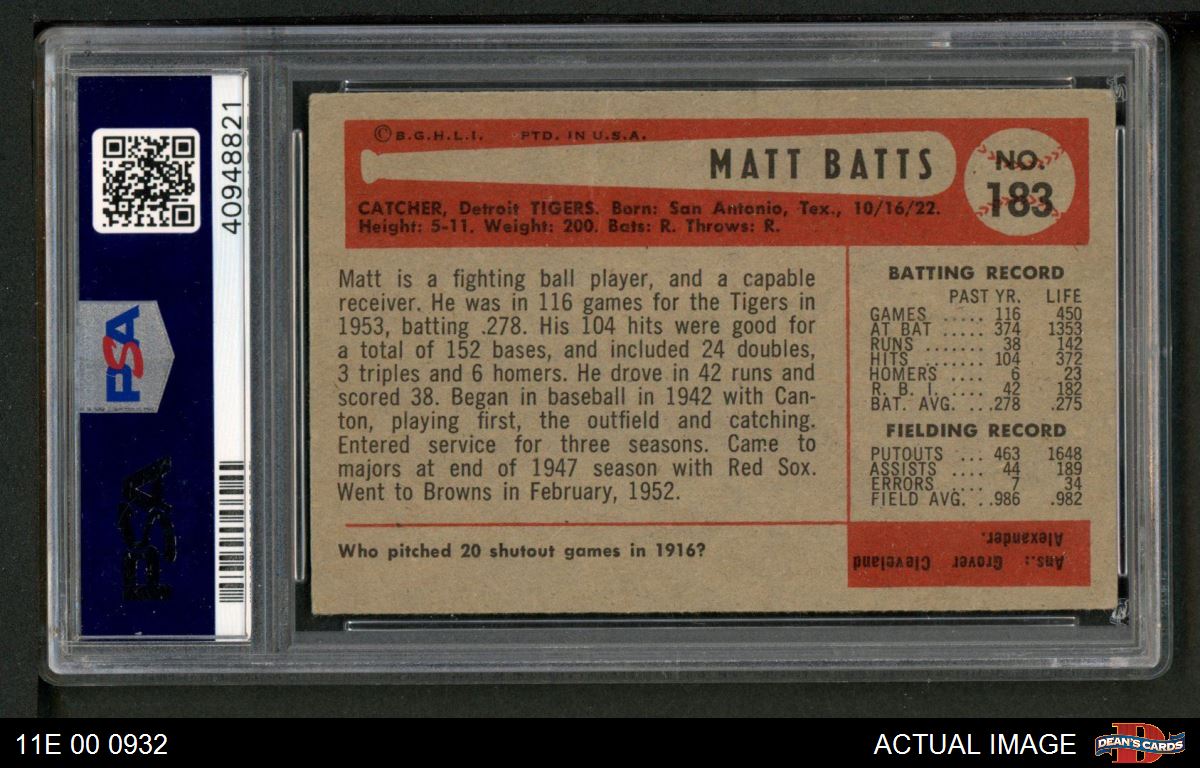 40948821
PSA
PSA
© B.G.H.L.I. PTD. IN U.S.A.
MATT BATTS
NO.
183
CATCHER, Detroit TIGERS. Born: San Antonio, Tex., 10/16/22.
Height: 5-11. Weight: 200. Bats: R. Throws: R.
Matt is a fighting ball player, and a capable
receiver. He was in 116 games for the Tigers in
1953, batting .278. His 104 hits were good for
a total of 152 bases, and included 24 doubles,
3 triples and 6 homers. He drove in 42 runs and
scored 38. Began in baseball in 1942 with Can-
ton, playing first, the outfield and catching.
Entered service for three seasons. Came to
majors at end of 1947 season with Red Sox.
Went to Browns in February, 1952.
Who pitched 20 shutout games in 1916?
BATTING RECORD
PAST YR. LIFE
GAMES ..... 116 450
AT BAT ..... 374 1353
RUNS ....... 38 142
HITS ....... 104 372
HOMERS .... 6 23
R. B. I. ..... 42 182
BAT. AVG. ...278 .275
FIELDING RECORD
PUTOUTS ... 463 1648
ASSISTS .... 44 189
ERRORS ..... 7 34
FIELD AVG. ..986 .982
Ans.: Grover Cleveland
Alexander.
11E 00 0932
ACTUAL IMAGE
DEAN'S CARDS